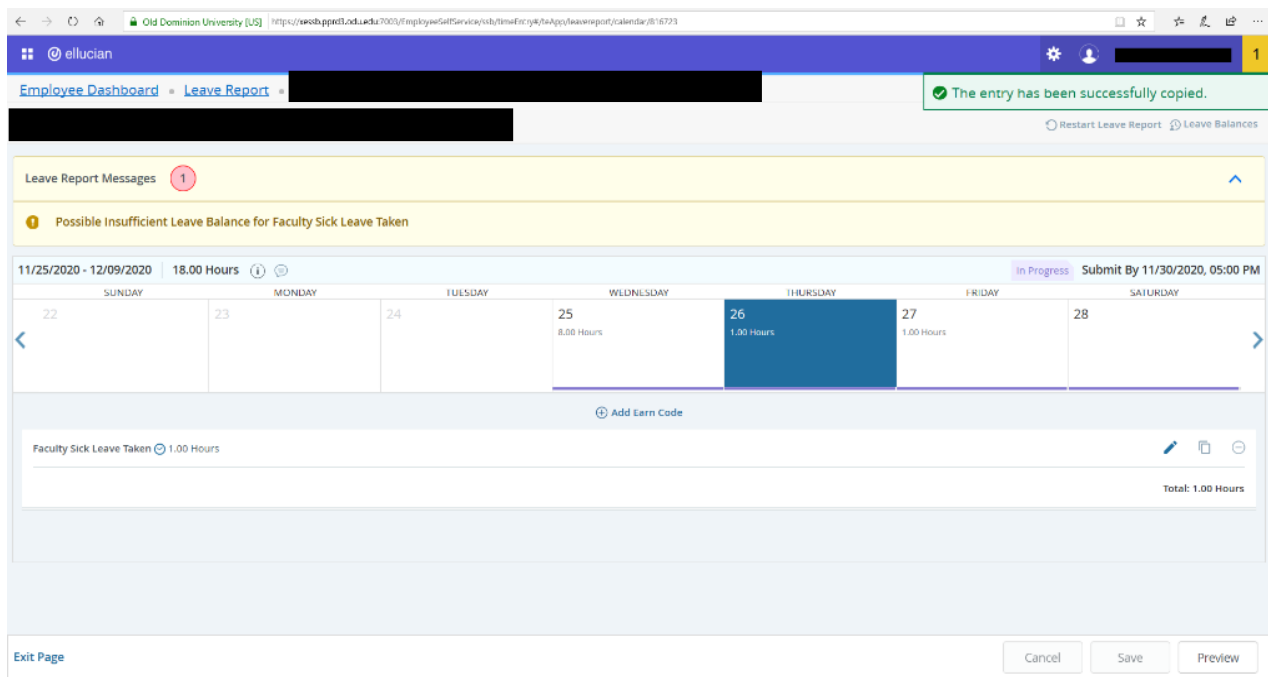 Old Dominion University [US] https://xessb.pprd3.odu.edu:7003/EmployeeSelfService/ssb/timeEntry#/teApp/leavereport/calendar/816723
ellucian 1
Employee Dashboard Leave Report
The entry has been successfully copied.
Restart Leave Report Leave Balances
Leave Report Messages 1
Possible Insufficient Leave Balance for Faculty Sick Leave Taken
11/25/2020 - 12/09/2020 18.00 Hours In Progress Submit By 11/30/2020, 05:00 PM
SUNDAY MONDAY TUESDAY WEDNESDAY THURSDAY FRIDAY SATURDAY
22 23 24 25 26 27 28
8.00 Hours 1.00 Hours 1.00 Hours
Add Earn Code
Faculty Sick Leave Taken 1.00 Hours
Total: 1.00 Hours
Exit Page Cancel Save Preview